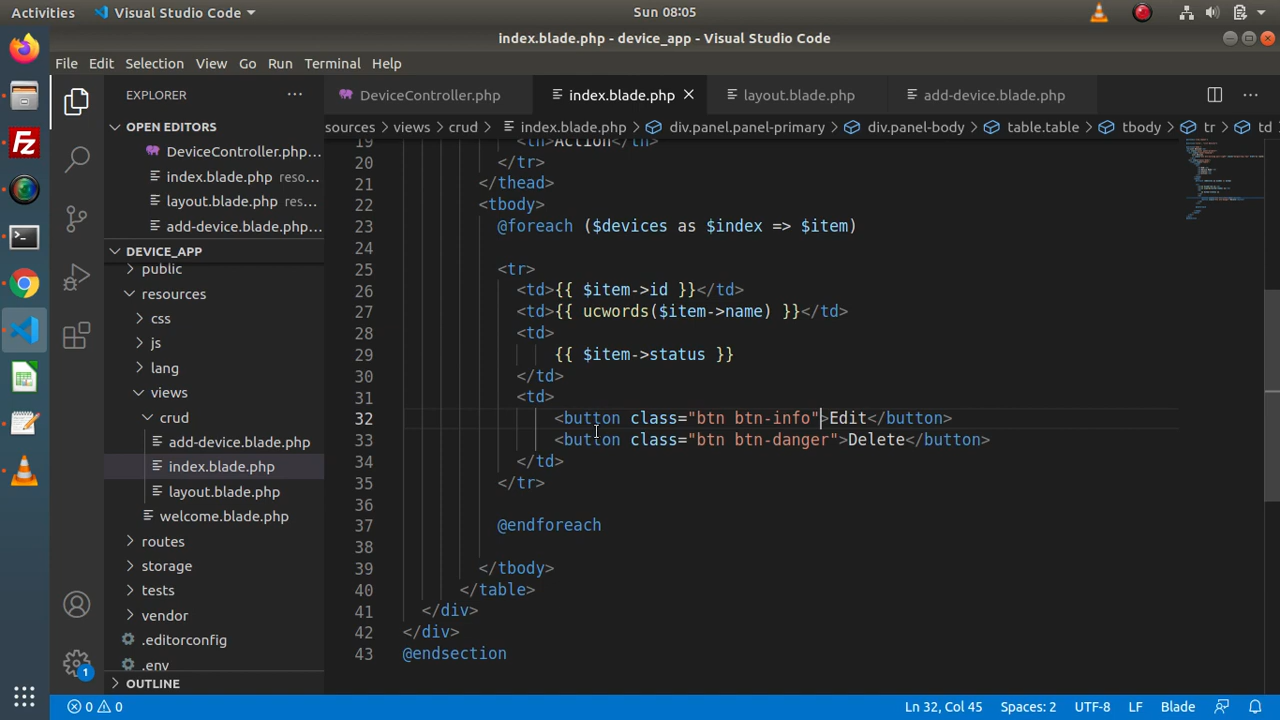 Activities Visual Studio Code Sun 08:05
index.blade.php - device_app - Visual Studio Code
File Edit Selection View Go Run Terminal Help
EXPLORER
DeviceController.php index.blade.php layout.blade.php add-device.blade.php
sources views crud index.blade.php div.panel.panel-primary div.panel-body table.table tbody tr td
OPEN EDITORS
DeviceController.php...
index.blade.php reso...
layout.blade.php res...
add-device.blade.php...
DEVICE_APP
public
resources
css
js
lang
views
crud
add-device.blade.php
index.blade.php
layout.blade.php
welcome.blade.php
routes
storage
tests
vendor
.editorconfig
.env
OUTLINE
19 <th>Action</th>
20 </tr>
21 </thead>
22 <tbody>
23 @foreach ($devices as $index => $item)
24
25 <tr>
26 <td>{{ $item->id }}</td>
27 <td>{{ ucwords($item->name) }}</td>
28 <td>
29 {{ $item->status }}
30 </td>
31 <td>
32 <button class="btn btn-info">Edit</button>
33 <button class="btn btn-danger">Delete</button>
34 </td>
35 </tr>
36
37 @endforeach
38
39 </tbody>
40 </table>
41 </div>
42 </div>
43 @endsection
1
0 0 Ln 32, Col 45 Spaces: 2 UTF-8 LF Blade